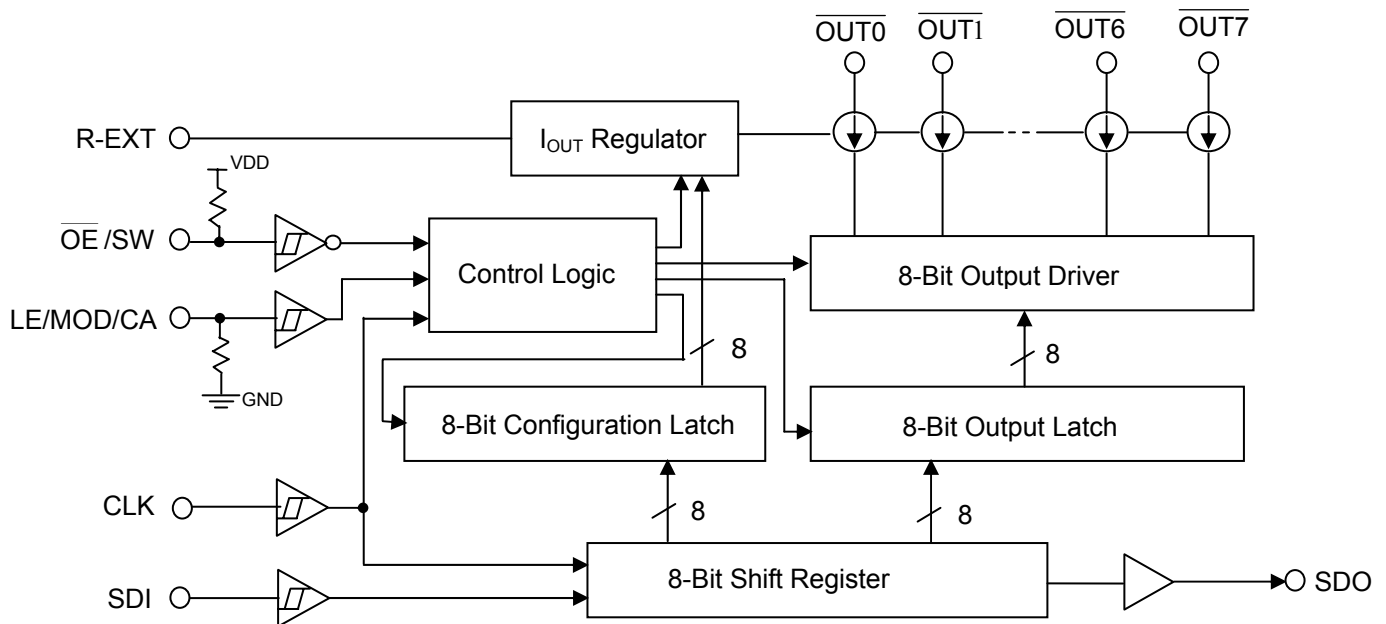 OUT0 OUT1 OUT6 OUT7
R-EXT
IOUT Regulator
VDD
OE /SW
Control Logic
8-Bit Output Driver
LE/MOD/CA
8
8
GND
8-Bit Configuration Latch
8-Bit Output Latch
CLK
8
8
8-Bit Shift Register
SDO
SDI